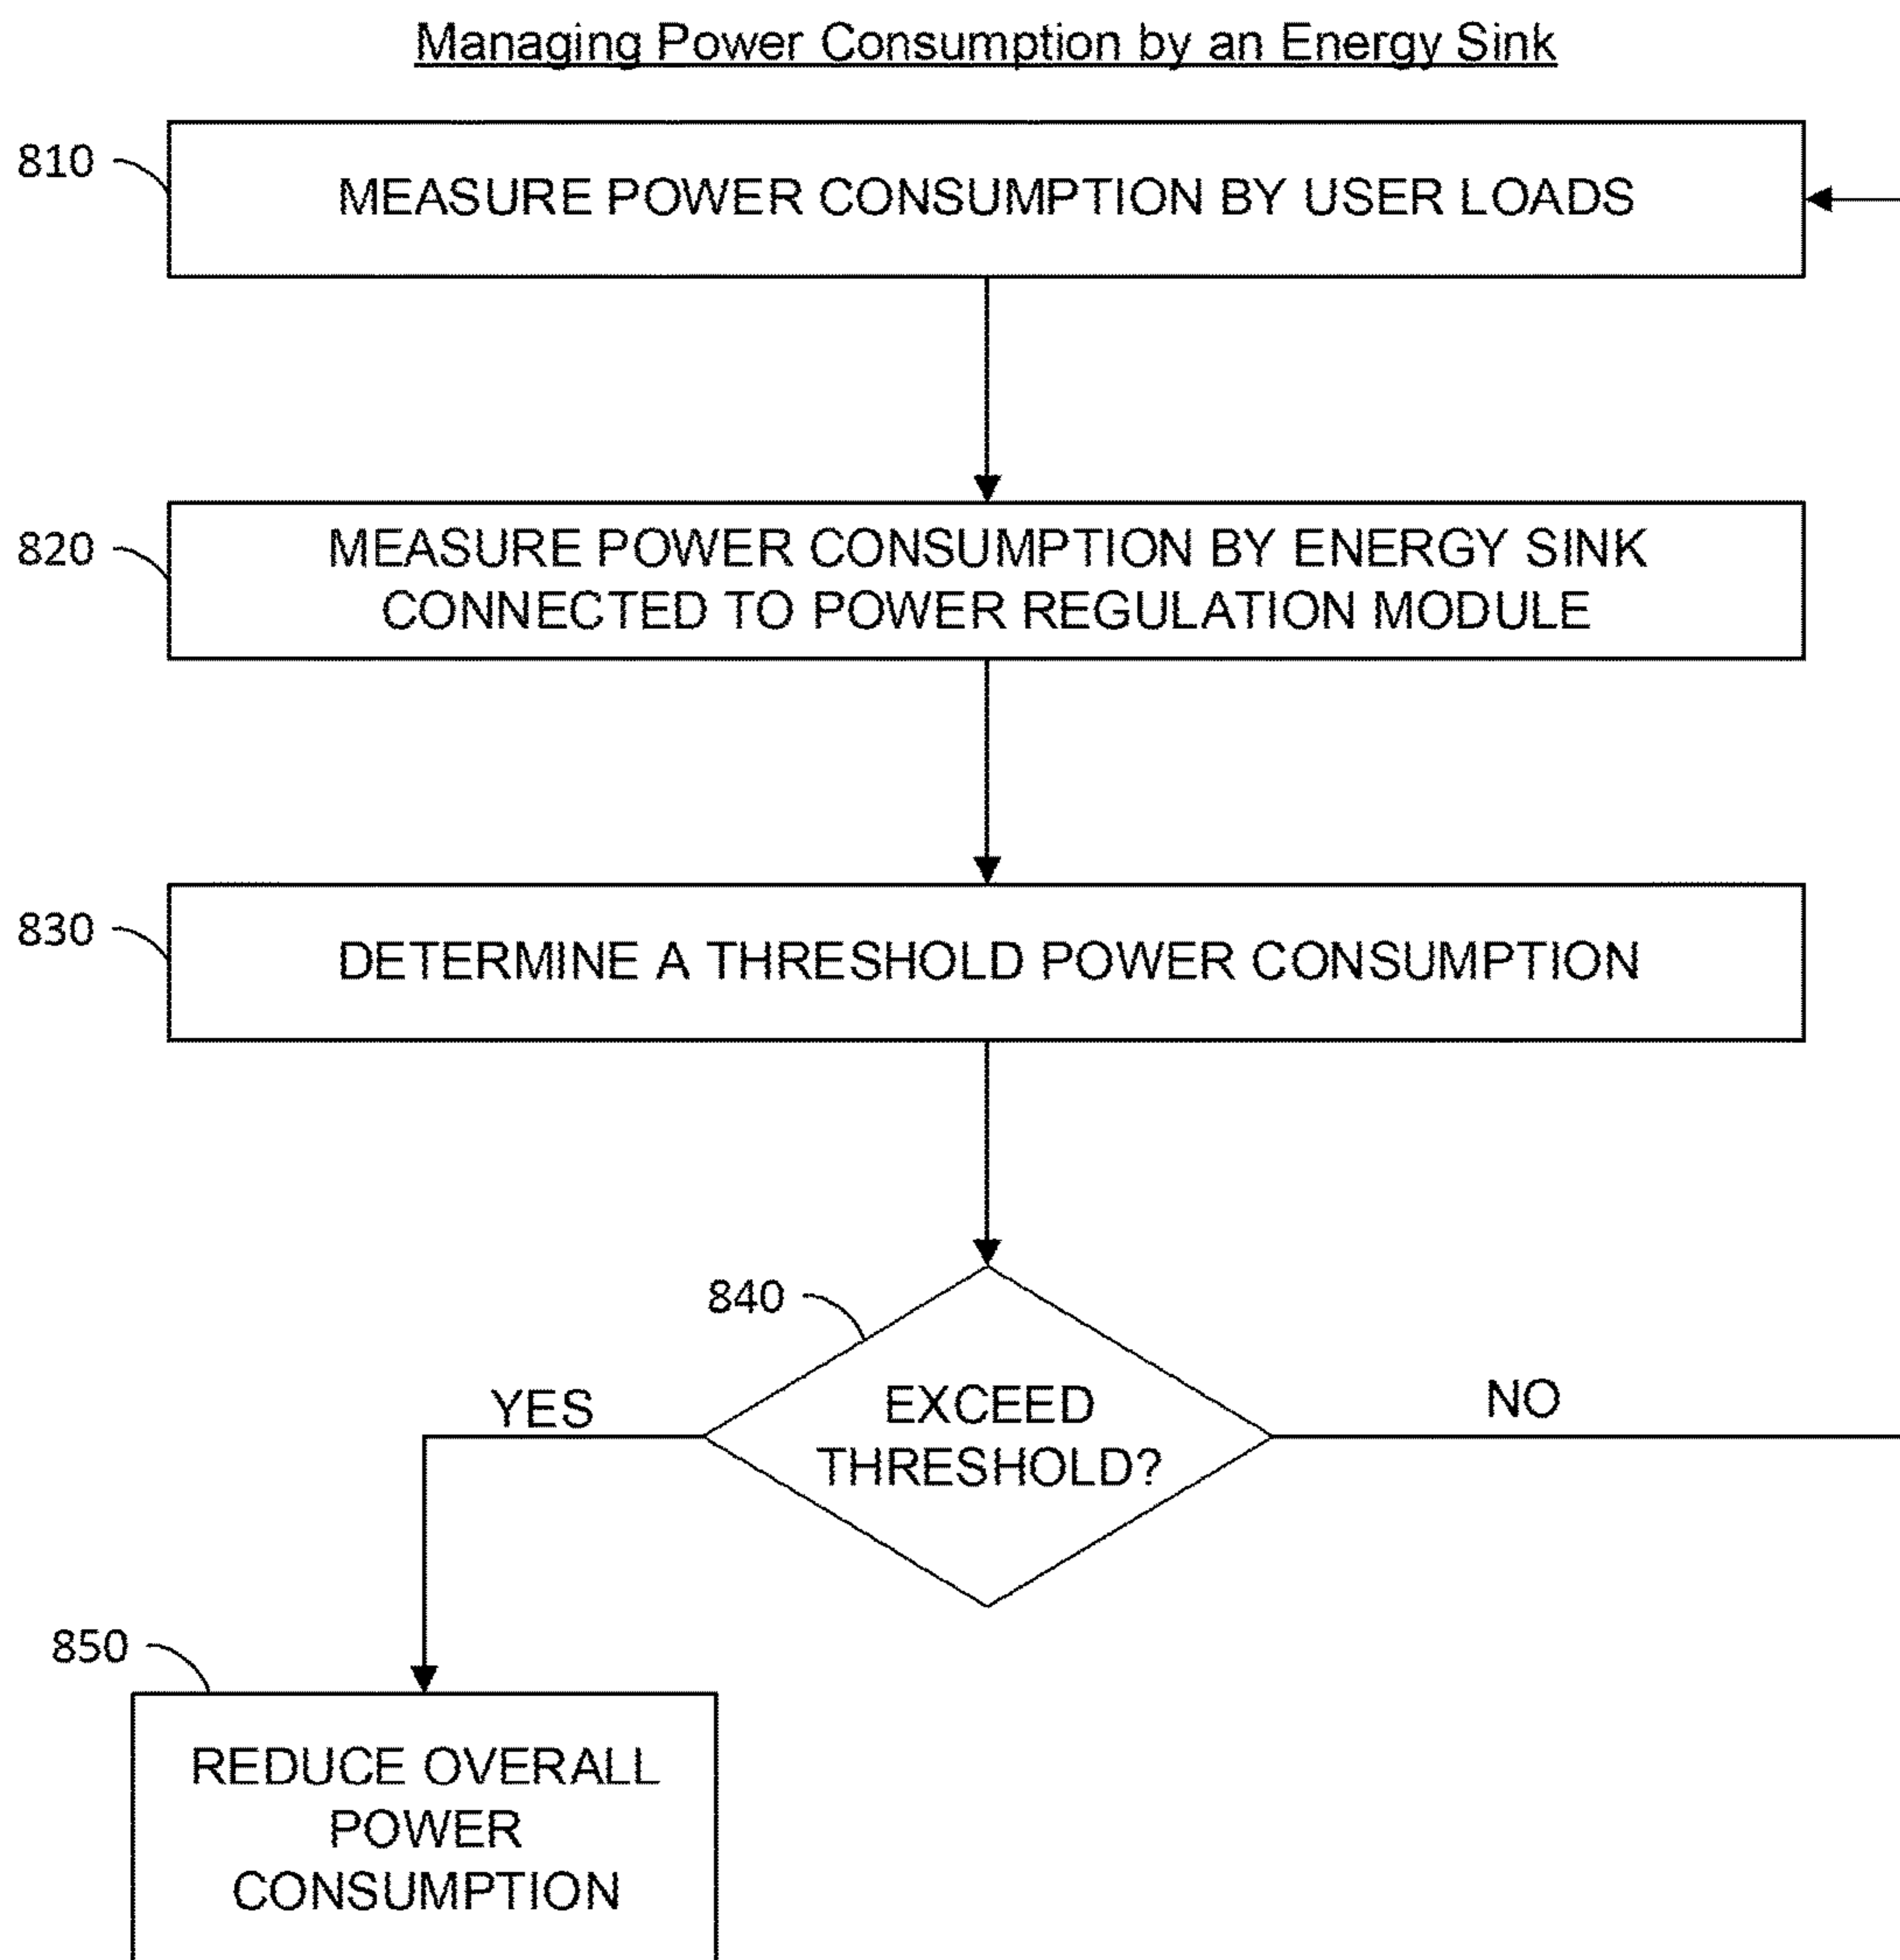 Managing Power Consumption by an Energy Sink
810
MEASURE POWER CONSUMPTION BY USER LOADS
820
MEASURE POWER CONSUMPTION BY ENERGY SINK
CONNECTED TO POWER REGULATION MODULE
830
DETERMINE A THRESHOLD POWER CONSUMPTION
840
EXCEED
THRESHOLD?
YES
NO
850
REDUCE OVERALL
POWER
CONSUMPTION